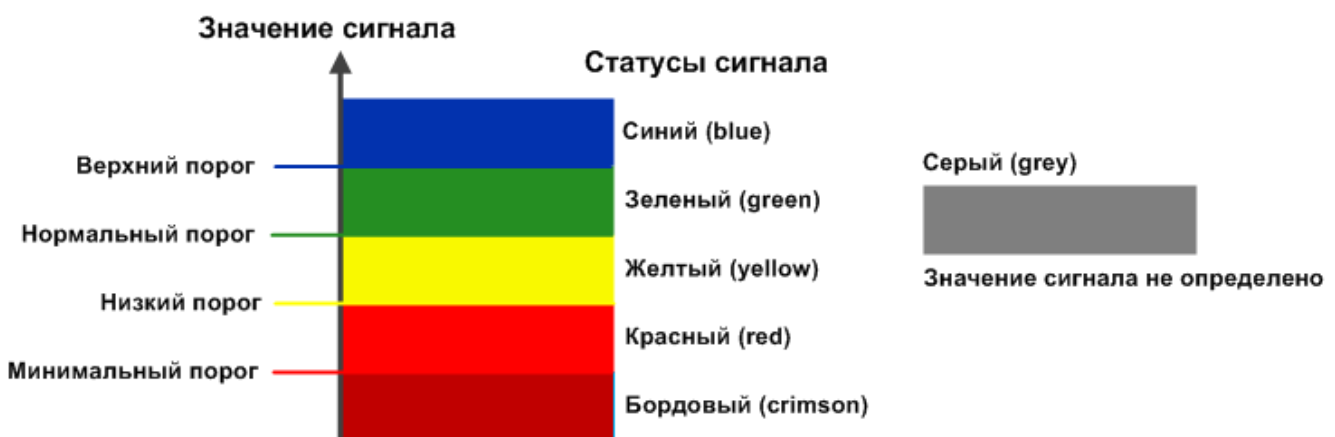 Значение сигнала
Статусы сигнала
Синий (blue)
Верхний порог
Серый (grey)
Зеленый (green)
Нормальный порог
Желтый (yellow)
Значение сигнала не определено
Низкий порог
Красный (red)
Минимальный порог
Бордовый (crimson)